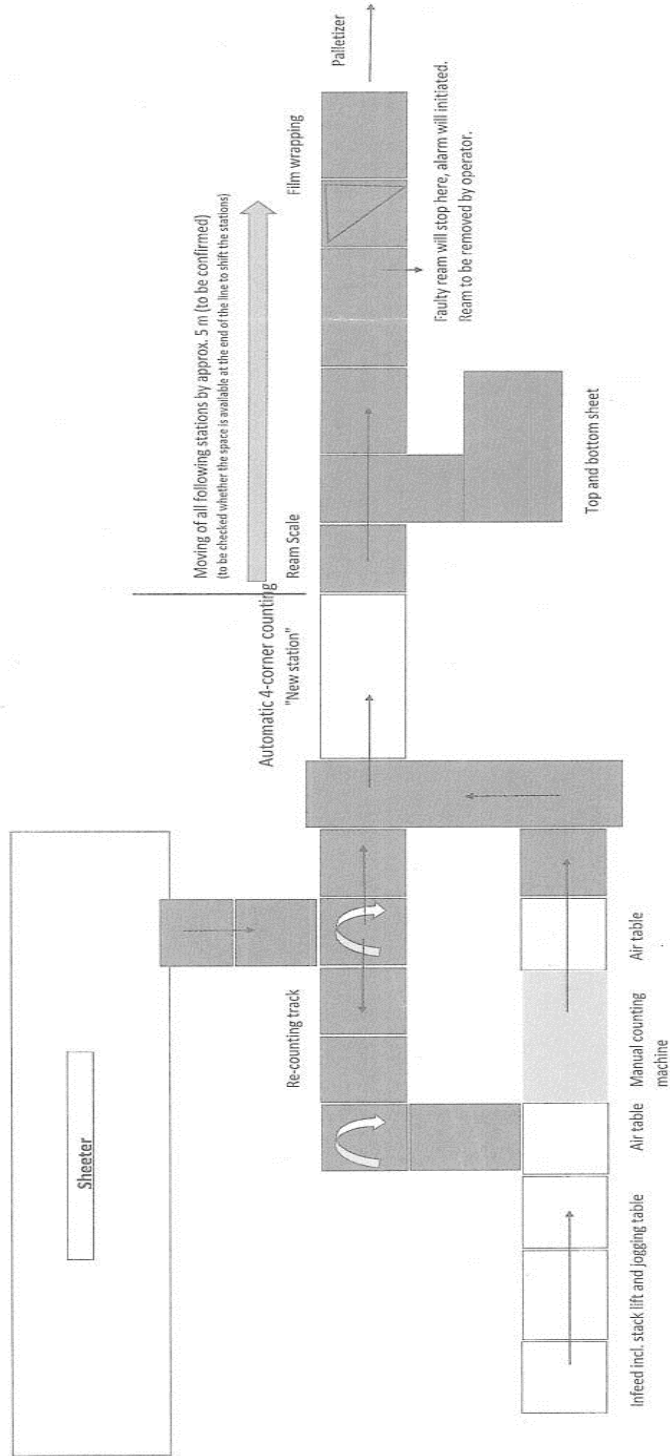 Sheeter
Moving of all following stations by approx. 5 m (to be confirmed)
(to be checked whether the space is available at the end of the line to shift the stations)
Automatic 4-corner counting
"New station"
Ream Scale
Film wrapping
Palletizer
Re-counting track
Faulty ream will stop here, alarm will initiated.
Ream to be removed by operator.
Top and bottom sheet
Infeed incl. stack lift and jogging table
Air table
Manual counting
machine
Air table